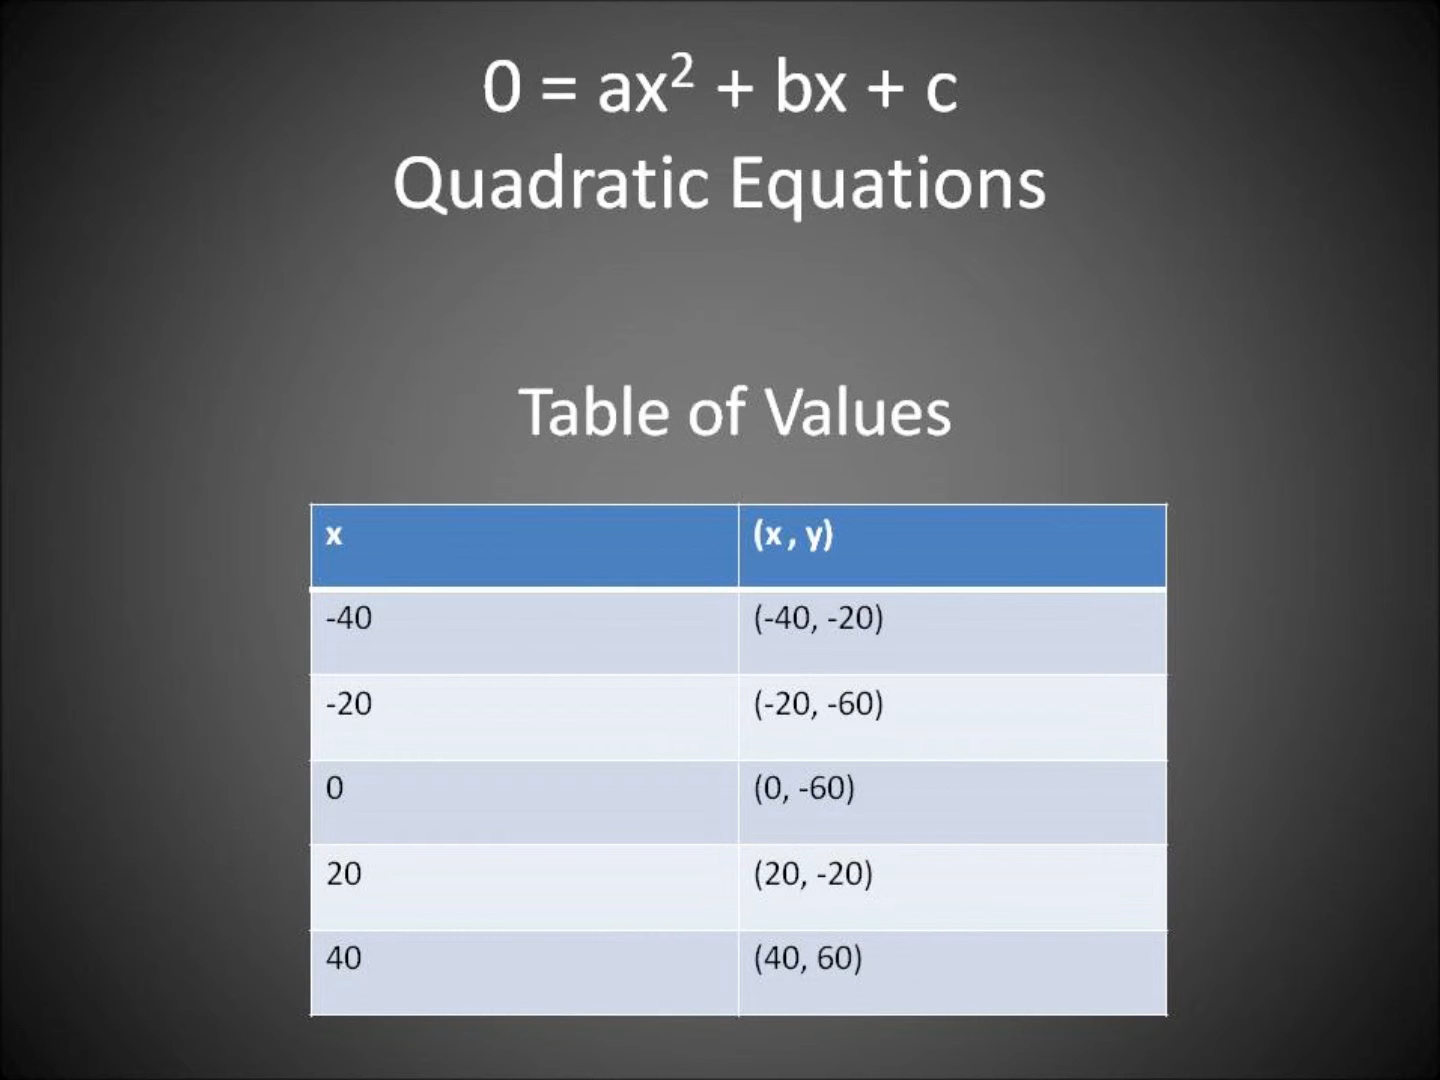 0 = ax² + bx + c
Quadratic Equations
Table of Values
x (x , y)
-40 (-40, -20)
-20 (-20, -60)
0 (0, -60)
20 (20, -20)
40 (40, 60)